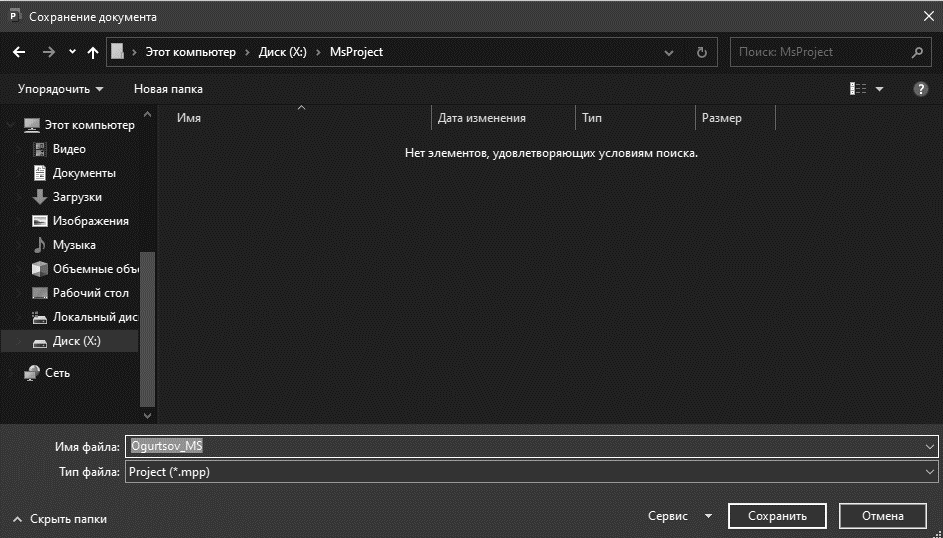 Сохранение документа
Этот компьютер > Диск (X:) > MsProject
Поиск: MsProject
Упорядочить
Новая папка
Имя
Дата изменения
Тип
Размер
Нет элементов, удовлетворяющих условиям поиска.
Этот компьютер
Видео
Документы
Загрузки
Изображения
Музыка
Объемные объе
Рабочий стол
Локальный дис
Диск (X:)
Сеть
Имя файла: Ogurtsov_MS
Тип файла: Project (*.mpp)
Скрыть папки
Сервис
Сохранить
Отмена